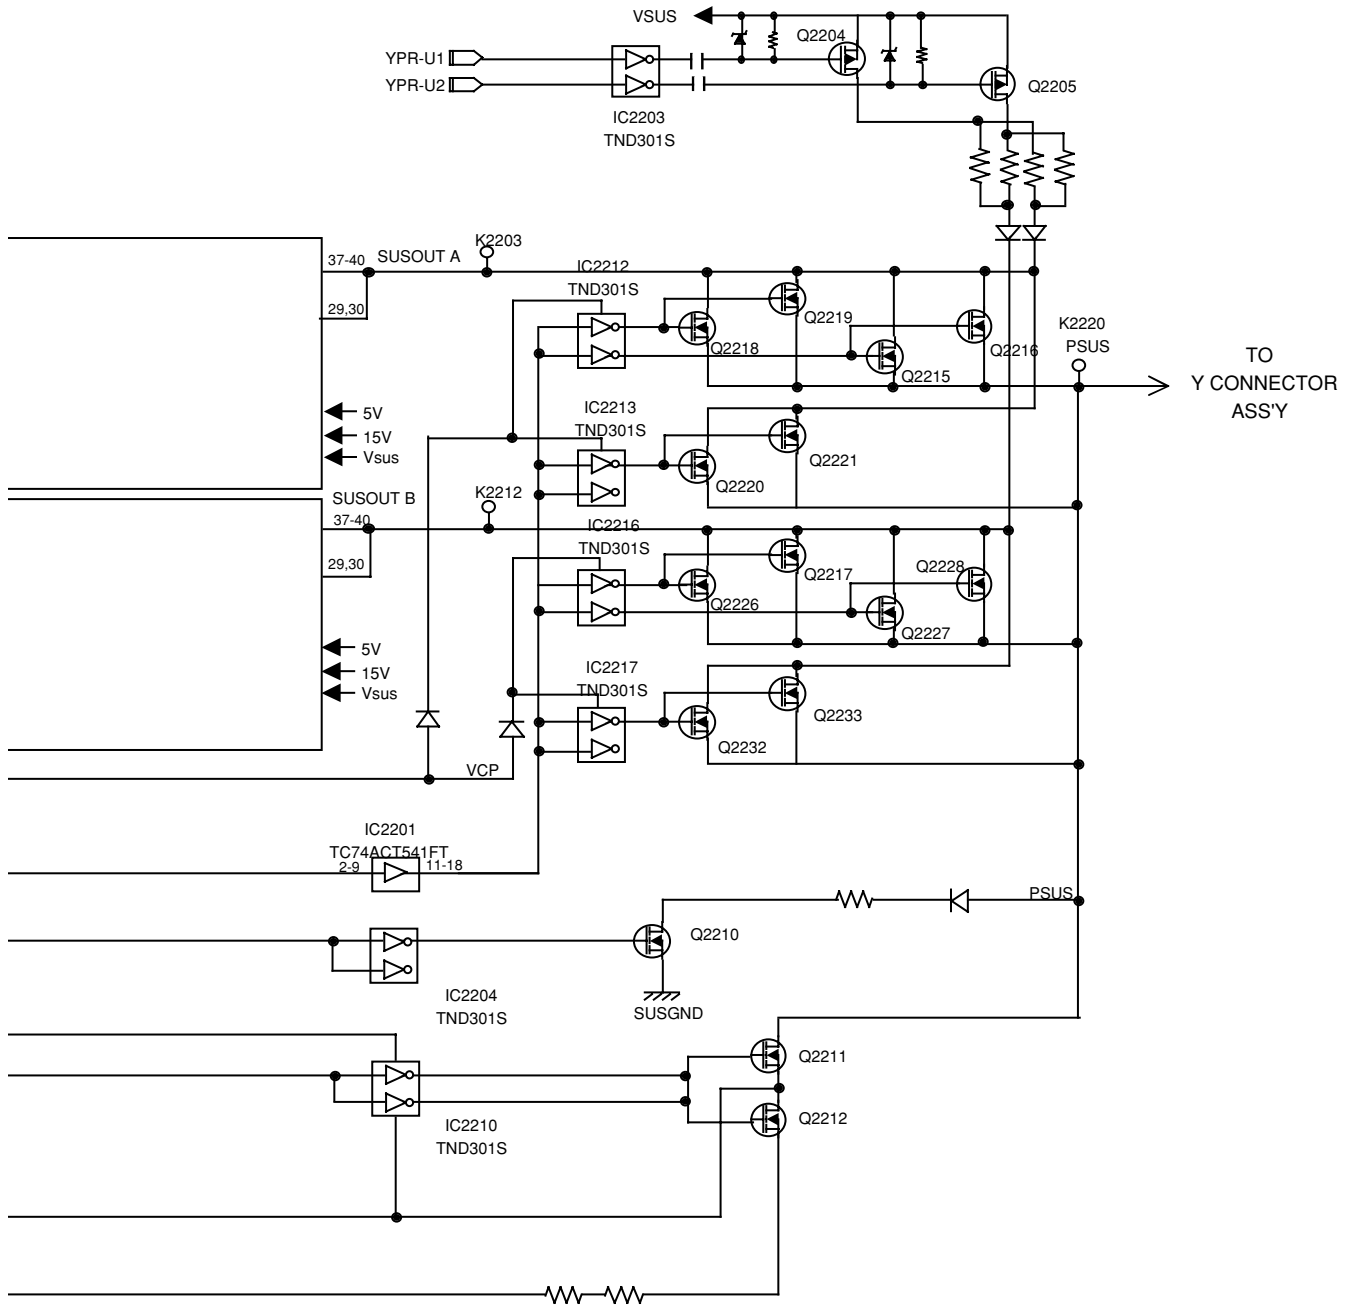 VSUS
Q2204
YPR-U1
YPR-U2
Q2205
IC2203
TND301S
K2203
37-40
SUSOUT A
IC2212
TND301S
29,30
Q2219
Q2218
Q2216
Q2215
K2220
PSUS
TO
Y CONNECTOR
ASS'Y
5V
15V
Vsus
IC2213
TND301S
Q2221
Q2220
SUSOUT B
K2212
37-40
IC2216
TND301S
29,30
Q2217
Q2228
Q2226
Q2227
5V
15V
Vsus
IC2217
TND301S
Q2233
Q2232
VCP
IC2201
TC74ACT541FT
2-9
11-18
PSUS
Q2210
IC2204
TND301S
SUSGND
Q2211
Q2212
IC2210
TND301S